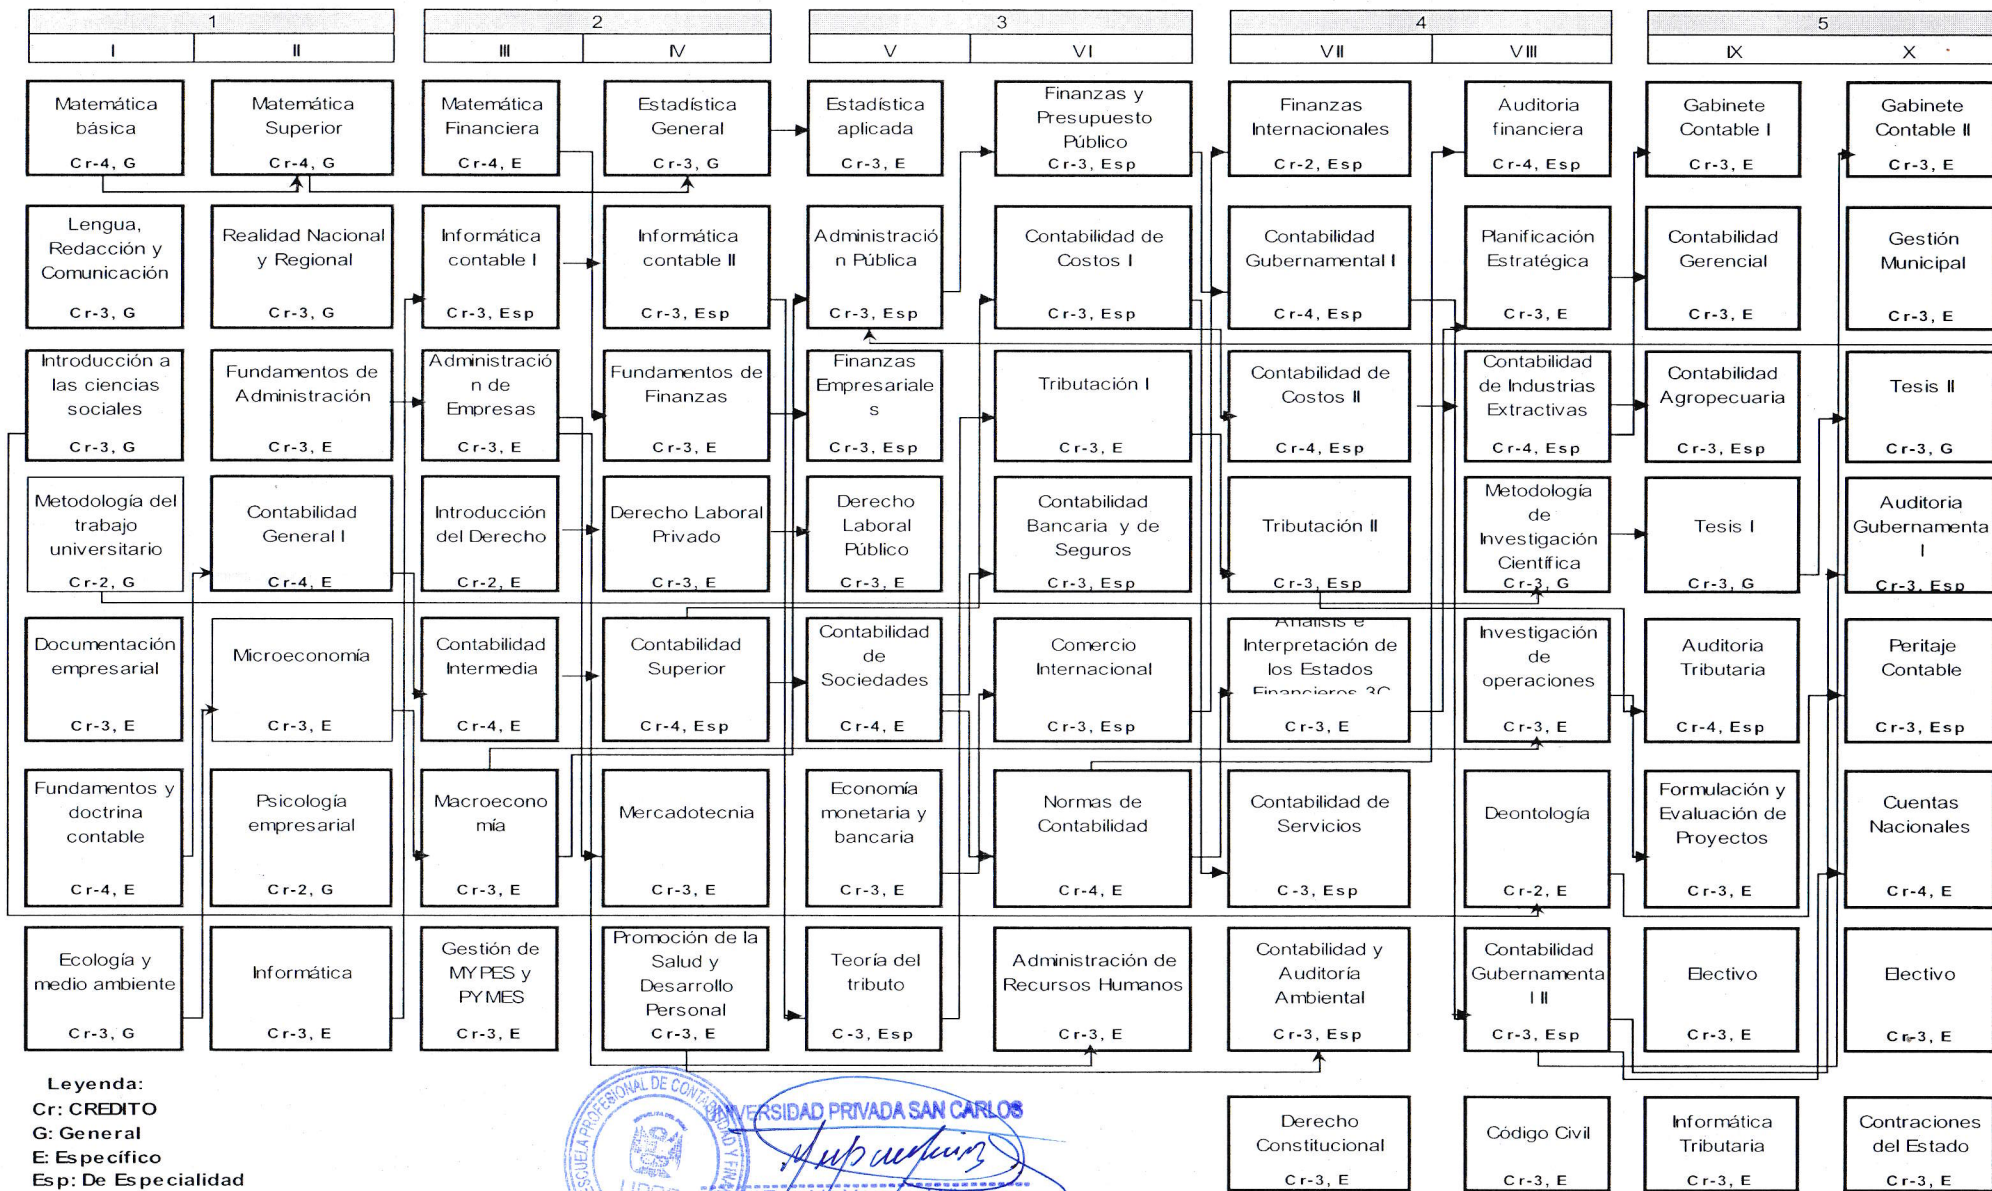 1
2
3
4
5
I
II
III
IV
V
VI
VII
VIII
IX
X
Matemática
básica
Cr-4, G
Matemática
Superior
Cr-4, G
Matemática
Financiera
Cr-4, E
Estadística
General
Cr-3, G
Estadística
aplicada
Cr-3, E
Finanzas y
Presupuesto
Público
Cr-3, Esp
Finanzas
Internacionales
Cr-2, Esp
Auditoria
financiera
Cr-4, Esp
Gabinete
Contable I
Cr-3, E
Gabinete
Contable II
Cr-3, E
Lengua,
Redacción y
Comunicación
Cr-3, G
Realidad Nacional
y Regional
Cr-3, G
Informática
contable I
Cr-3, Esp
Informática
contable II
Cr-3, Esp
Administració
n Pública
Cr-3, Esp
Contabilidad de
Costos I
Cr-3, Esp
Contabilidad
Gubernamental I
Cr-4, Esp
Planificación
Estratégica
Cr-3, E
Contabilidad
Gerencial
Cr-3, E
Gestión
Municipal
Cr-3, E
Introducción a
las ciencias
sociales
Cr-3, G
Fundamentos de
Administración
Cr-3, E
Administració
n de
Empresas
Cr-3, E
Fundamentos de
Finanzas
Cr-3, E
Finanzas
Empresariale
s
Cr-3, Esp
Tributación I
Cr-3, E
Contabilidad de
Costos II
Cr-4, Esp
Contabilidad
de Industrias
Extractivas
Cr-4, Esp
Contabilidad
Agropecuaria
Cr-3, Esp
Tesis II
Cr-3, G
Metodología del
trabajo
universitario
Cr-2, G
Contabilidad
General I
Cr-4, E
Introducción
del Derecho
Cr-2, E
Derecho Laboral
Privado
Cr-3, E
Derecho
Laboral
Público
Cr-3, E
Contabilidad
Bancaria y de
Seguros
Cr-3, Esp
Tributación II
Cr-3, Esp
Metodología
de
Investigación
Científica
Cr-3, G
Tesis I
Cr-3, G
Auditoria
Gubernamenta
l
Cr-3, Esp
Documentación
empresarial
Cr-3, E
Microeconomía
Cr-3, E
Contabilidad
Intermedia
Cr-4, E
Contabilidad
Superior
Cr-4, Esp
Contabilidad
de
Sociedades
Cr-4, E
Comercio
Internacional
Cr-3, Esp
Analisis e
Interpretación de
los Estados
Financieros 3C
Cr-3, E
Investigación
de
operaciones
Cr-3, E
Auditoria
Tributaria
Cr-4, Esp
Peritaje
Contable
Cr-3, Esp
Fundamentos y
doctrina
contable
Cr-4, E
Psicología
empresarial
Cr-2, G
Macroecono
mía
Cr-3, E
Mercadotecnia
Cr-3, E
Economía
monetaria y
bancaria
Cr-3, E
Normas de
Contabilidad
Cr-4, E
Contabilidad de
Servicios
C-3, Esp
Deontología
Cr-2, E
Formulación y
Evaluación de
Proyectos
Cr-3, E
Cuentas
Nacionales
Cr-4, E
Ecología y
medio ambiente
Cr-3, G
Informática
Cr-3, E
Gestión de
MYPES y
PYMES
Cr-3, E
Promoción de la
Salud y
Desarrollo
Personal
Cr-3, E
Teoría del
tributo
C-3, Esp
Administración de
Recursos Humanos
Cr-3, E
Contabilidad y
Auditoría
Ambiental
Cr-3, Esp
Contabilidad
Gubernamenta
l II
Cr-3, Esp
Electivo
Cr-3, E
Electivo
Cr-3, E
Derecho
Constitucional
Cr-3, E
Código Civil
Cr-3, E
Informática
Tributaria
Cr-3, E
Contraciones
del Estado
Cr-3, E
Leyenda:
Cr: CREDITO
G: General
E: Específico
Esp: De Especialidad
ESCUELA PROFESIONAL DE CONTABILIDAD Y
UNIVERSIDAD PRIVADA SAN CARLOS